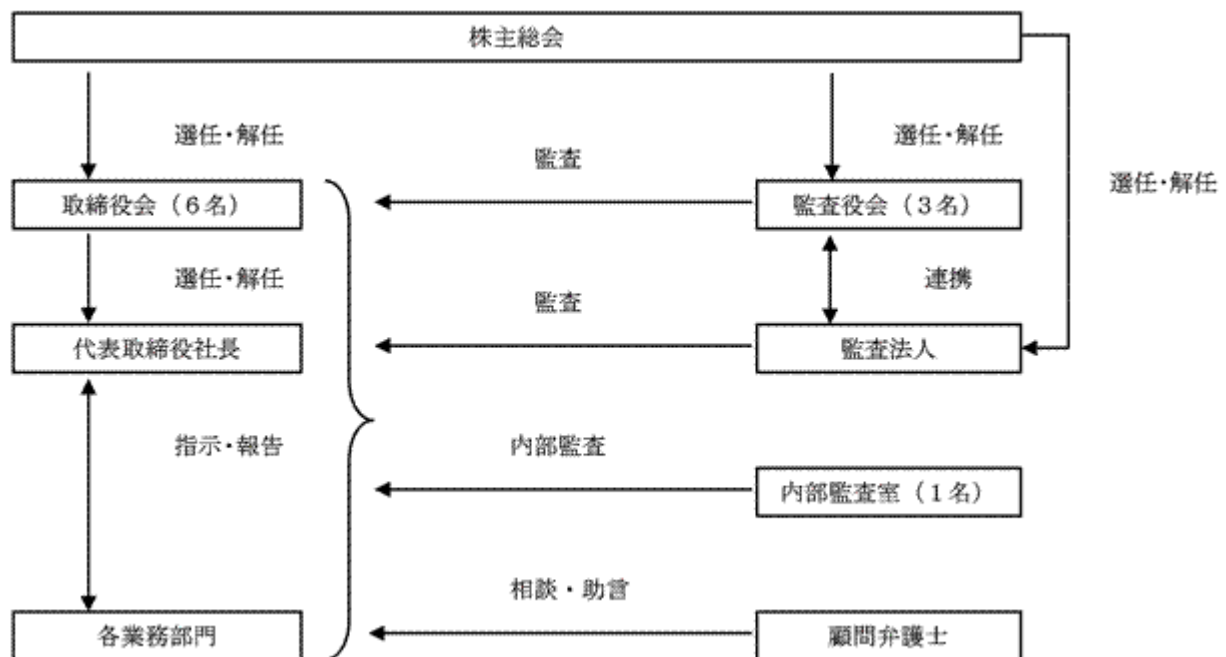 株主総会
選任・解任
選任・解任
監査
選任・解任
取締役会（６名）
監査役会（３名）
選任・解任
連携
監査
代表取締役社長
監査法人
指示・報告
内部監査
内部監査室（１名）
相談・助言
各業務部門
顧問弁護士